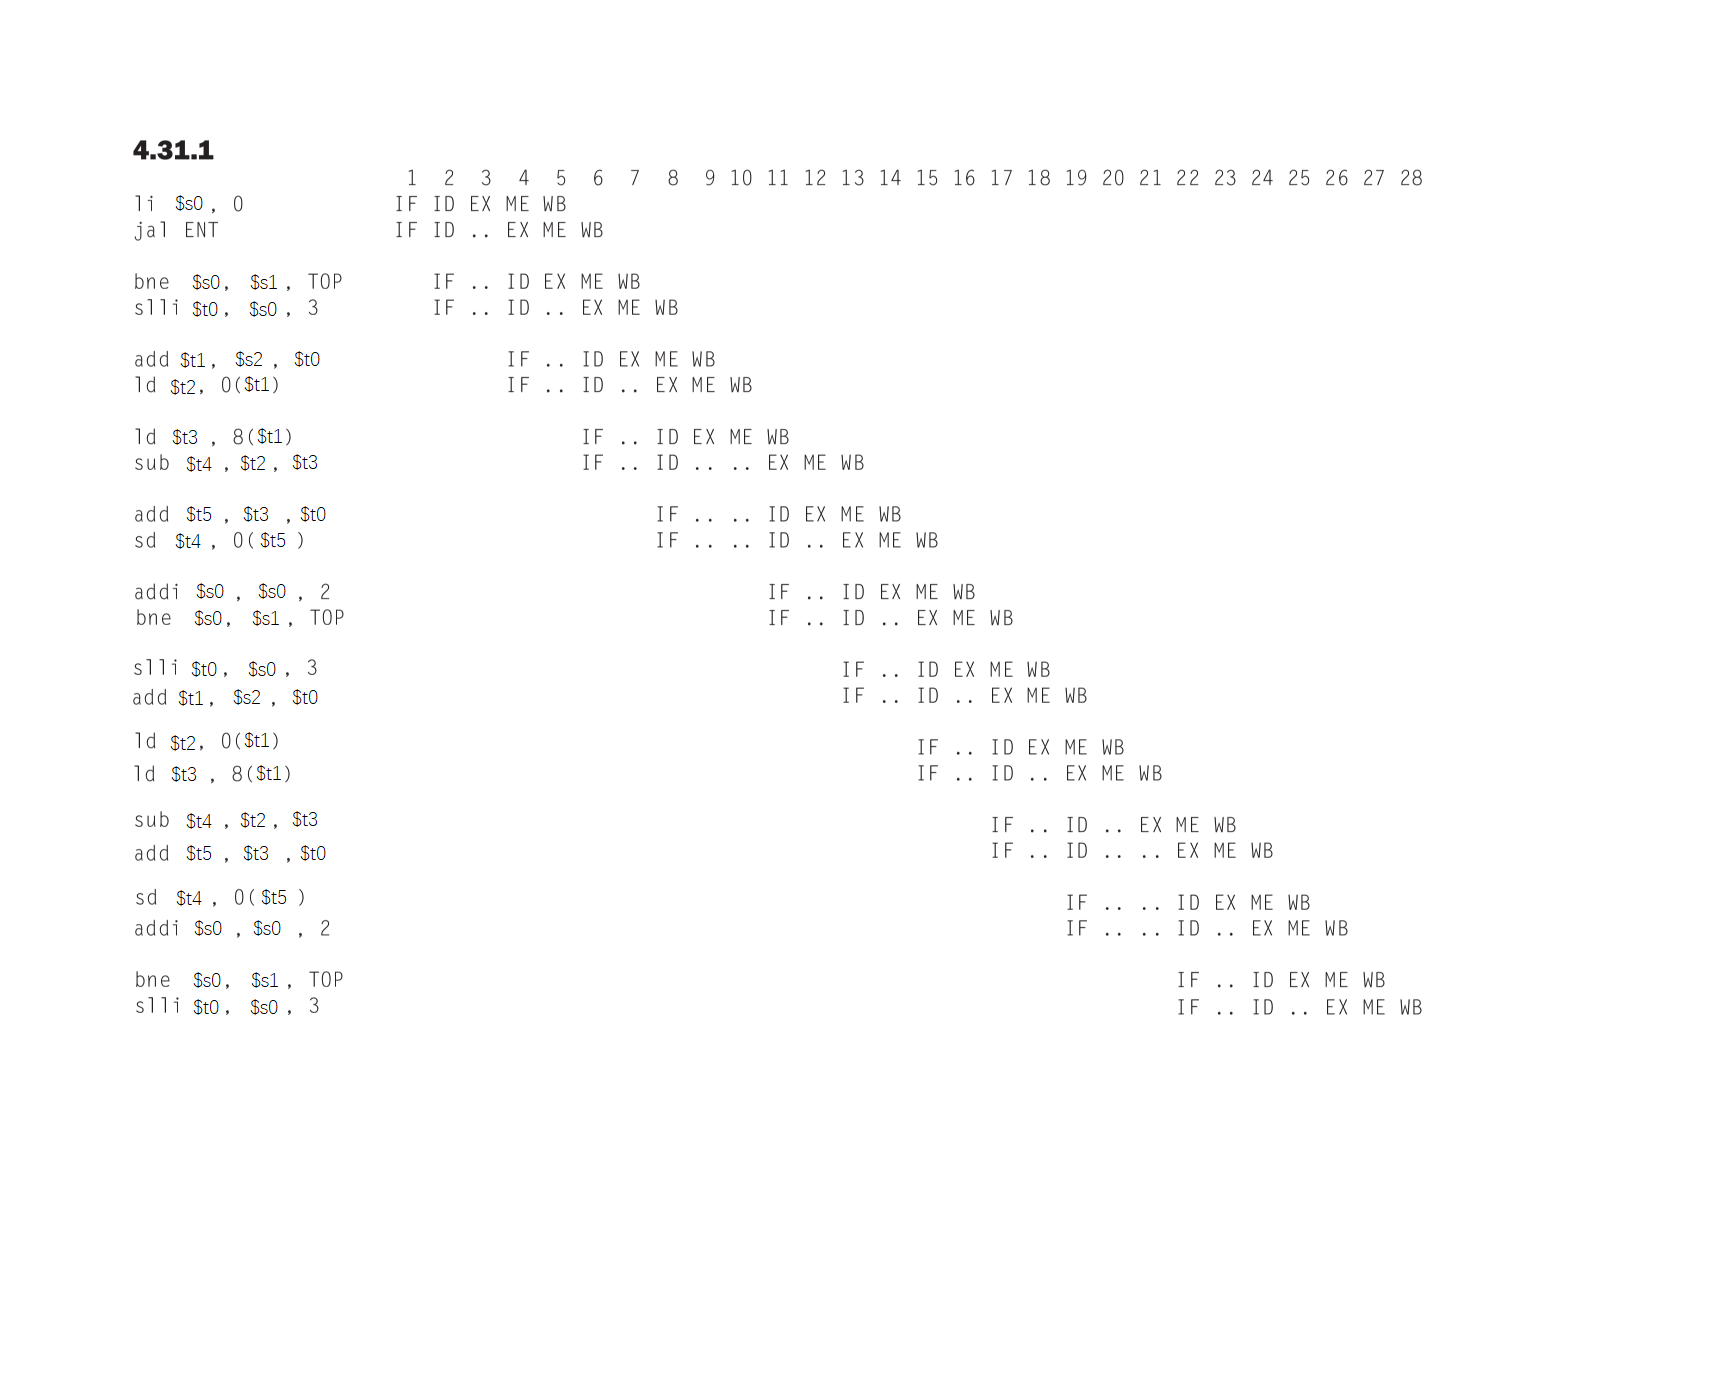 4.31.1
1 2 3 4 5 6 7 8 9 10 11 12 13 14 15 16 17 18 19 20 21 22 23 24 25 26 27 28
li $s0 , 0 IF ID EX ME WB
jal ENT IF ID .. EX ME WB
bne $s0, $s1 , TOP IF .. ID EX ME WB
slli $t0 , $s0 , 3 IF .. ID .. EX ME WB
add $t1, $s2 , $t0 IF .. ID EX ME WB
ld $t2, 0($t1) IF .. ID .. EX ME WB
ld $t3 , 8($t1) IF .. ID EX ME WB
sub $t4 , $t2 , $t3 IF .. ID .. .. EX ME WB
add $t5 , $t3 , $t0 IF .. .. ID EX ME WB
sd $t4 , 0( $t5 ) IF .. .. ID .. EX ME WB
addi $s0 , $s0 , 2 IF .. ID EX ME WB
bne $s0, $s1 , TOP IF .. ID .. EX ME WB
slli $t0 , $s0 , 3 IF .. ID EX ME WB
add $t1, $s2 , $t0 IF .. ID .. EX ME WB
ld $t2, 0($t1) IF .. ID EX ME WB
ld $t3 , 8($t1) IF .. ID .. EX ME WB
sub $t4 , $t2 , $t3 IF .. ID .. EX ME WB
add $t5 , $t3 , $t0 IF .. ID .. .. EX ME WB
sd $t4 , 0( $t5 ) IF .. .. ID EX ME WB
addi $s0 , $s0 , 2 IF .. .. ID .. EX ME WB
bne $s0, $s1 , TOP IF .. ID EX ME WB
slli $t0 , $s0 , 3 IF .. ID .. EX ME WB